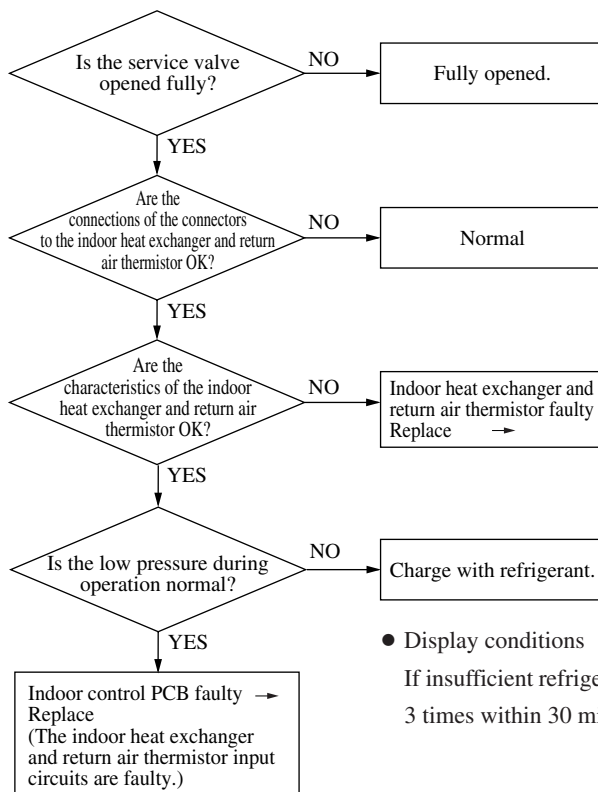 Is the service valve
opened fully?
NO
Fully opened.
YES
Are the
connections of the connectors
to the indoor heat exchanger and return
air thermistor OK?
NO
Normal
YES
Are the
characteristics of the indoor
heat exchanger and return air
thermistor OK?
NO
Indoor heat exchanger and
return air thermistor faulty
Replace →
YES
Is the low pressure during
operation normal?
NO
Charge with refrigerant.
YES
Indoor control PCB faulty →
Replace
(The indoor heat exchanger
and return air thermistor input
circuits are faulty.)
● Display conditions
If insufficient
3 times within 30